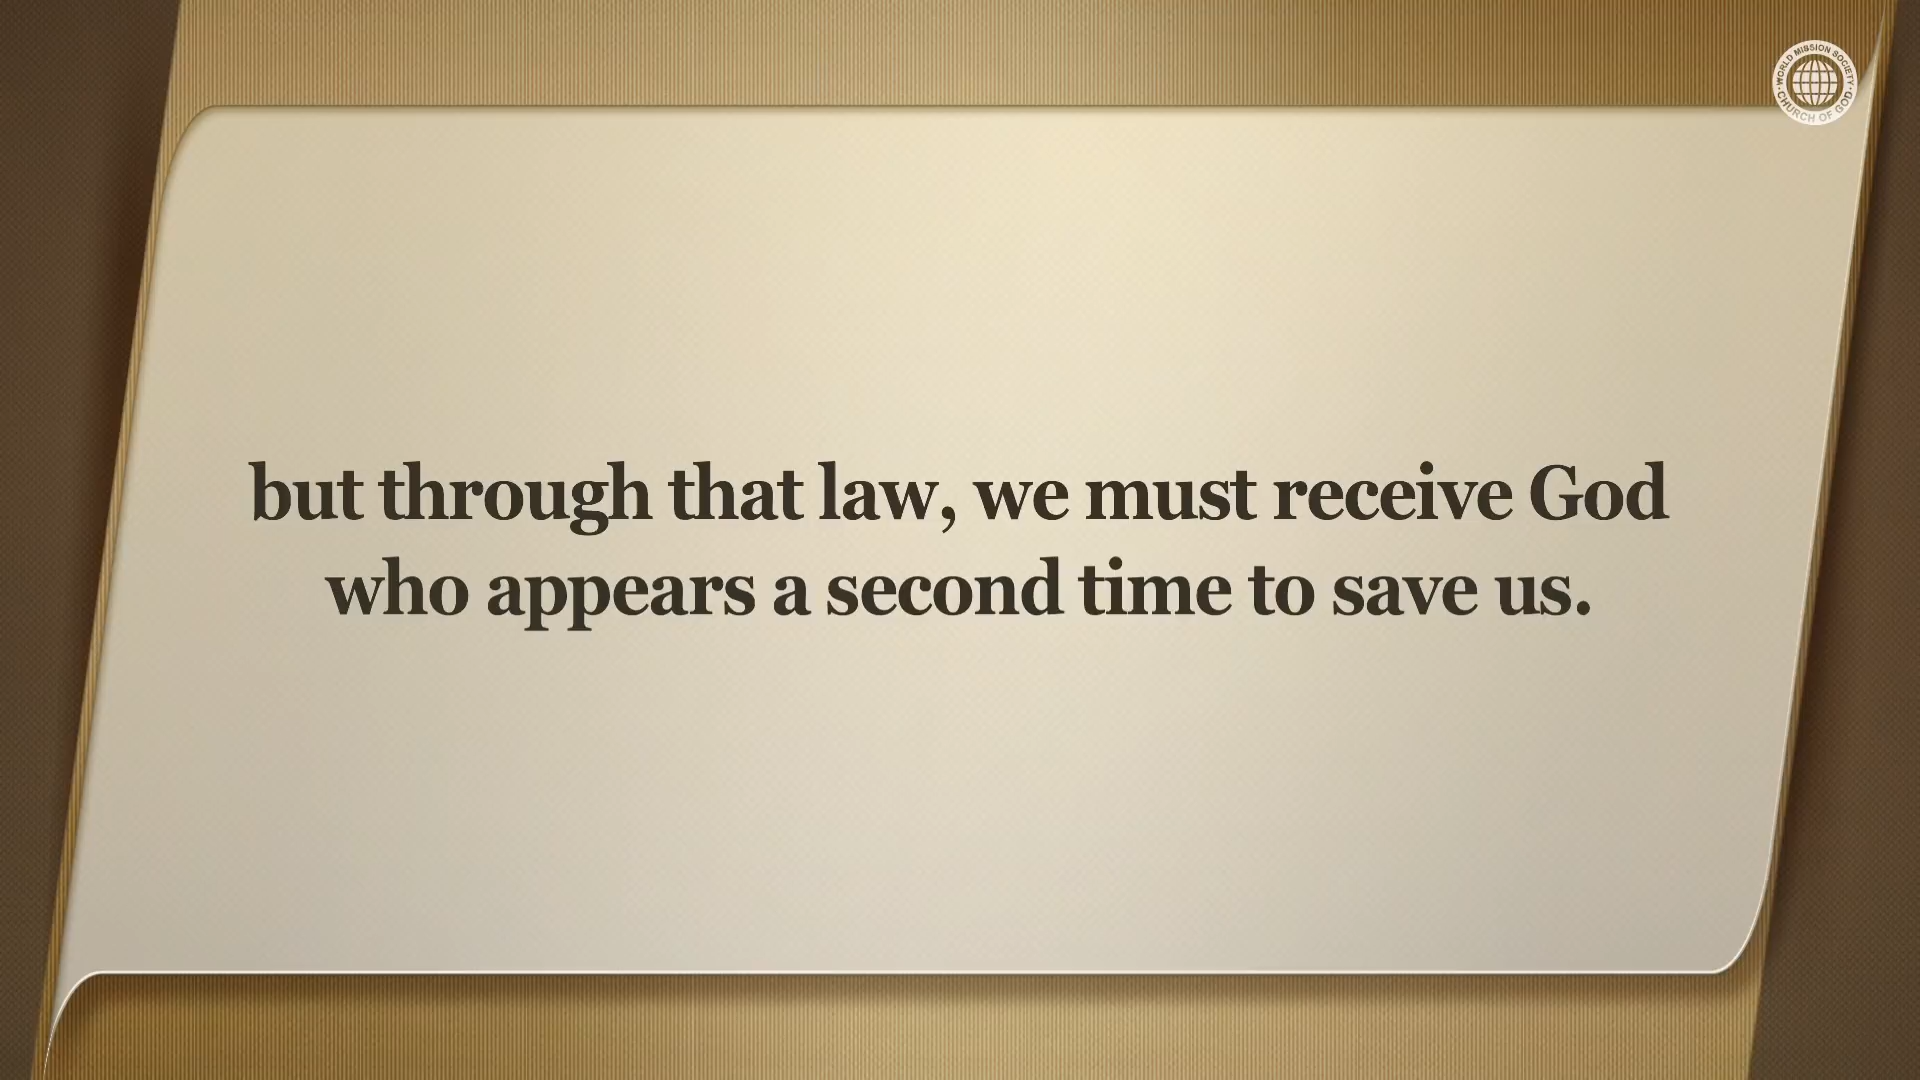 WORLD MISSION SOCIETY
CHURCH OF GOD
but through that law, we must receive God
who appears a second time to save us.